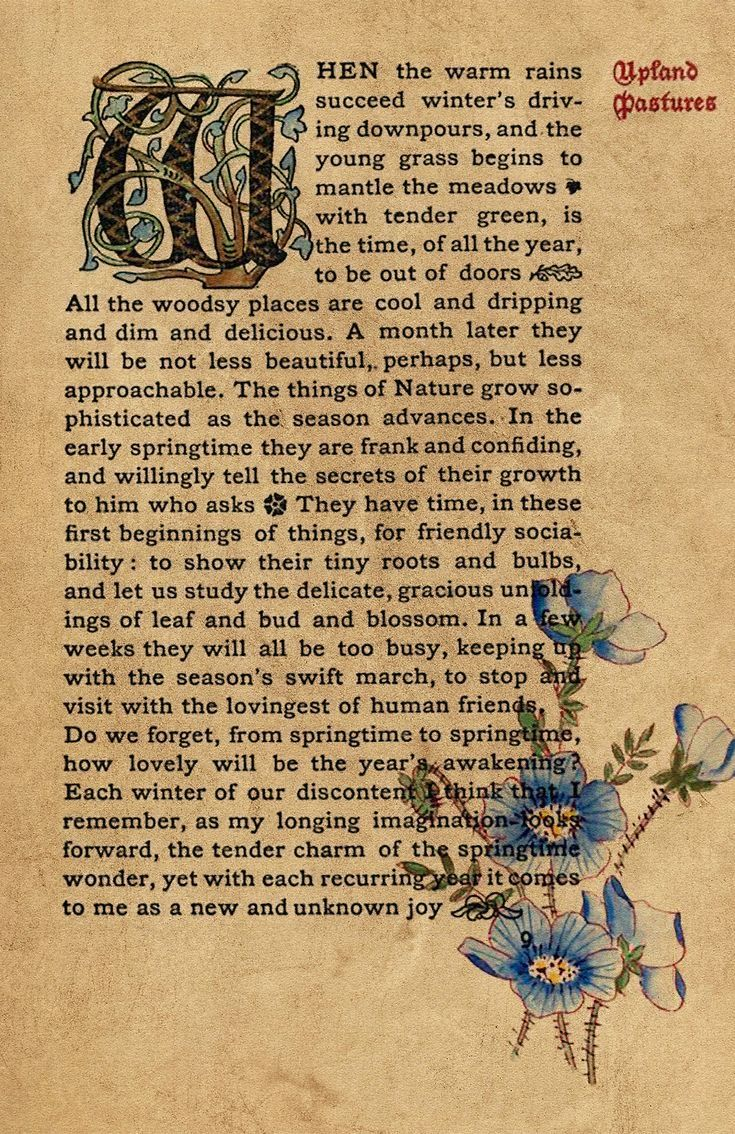 WHEN the warm rains
succeed winter's driv-
ing downpours, and the
young grass begins to
mantle the meadows
with tender green, is
the time, of all the year,
to be out of doors
All the woodsy places are cool and dripping
and dim and delicious. A month later they
will be not less beautiful, perhaps, but less
approachable. The things of Nature grow so-
phisticated as the season advances. In the
early springtime they are frank and confiding,
and willingly tell the secrets of their growth
to him who asks They have time, in these
first beginnings of things, for friendly socia-
bility : to show their tiny roots and bulbs,
and let us study the delicate, gracious unfold-
ings of leaf and bud and blossom. In a few
weeks they will all be too busy, keeping up
with the season's swift march, to stop and
visit with the lovingest of human friends.
Do we forget, from springtime to springtime,
how lovely will be the year's awakening?
Each winter of our discontent I think that I
remember, as my longing imagination looks
forward, the tender charm of the springtime
wonder, yet with each recurring year it comes
to me as a new and unknown joy
9
Upland
Pastures